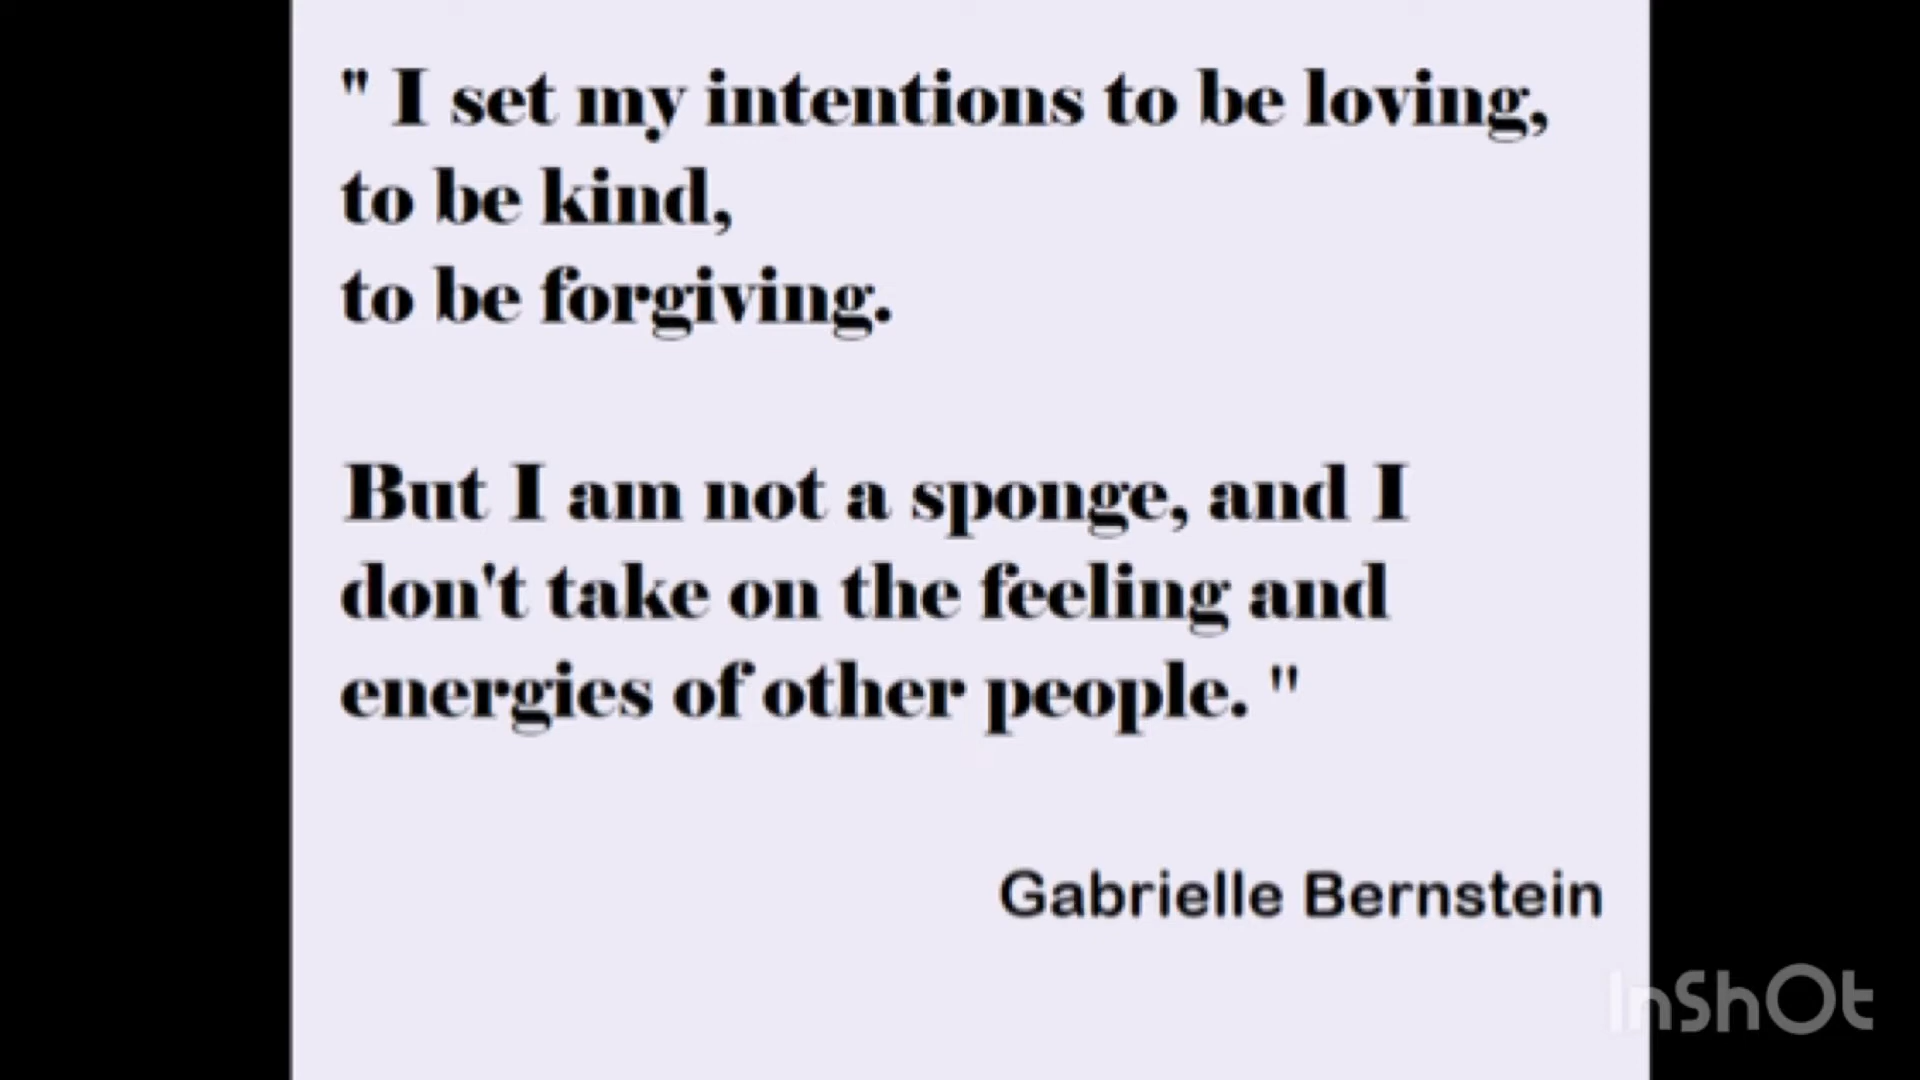 " I set my intentions to be loving,
to be kind,
to be forgiving.
But I am not a sponge, and I
don't take on the feeling and
energies of other people. "
Gabrielle Bernstein
InShOt